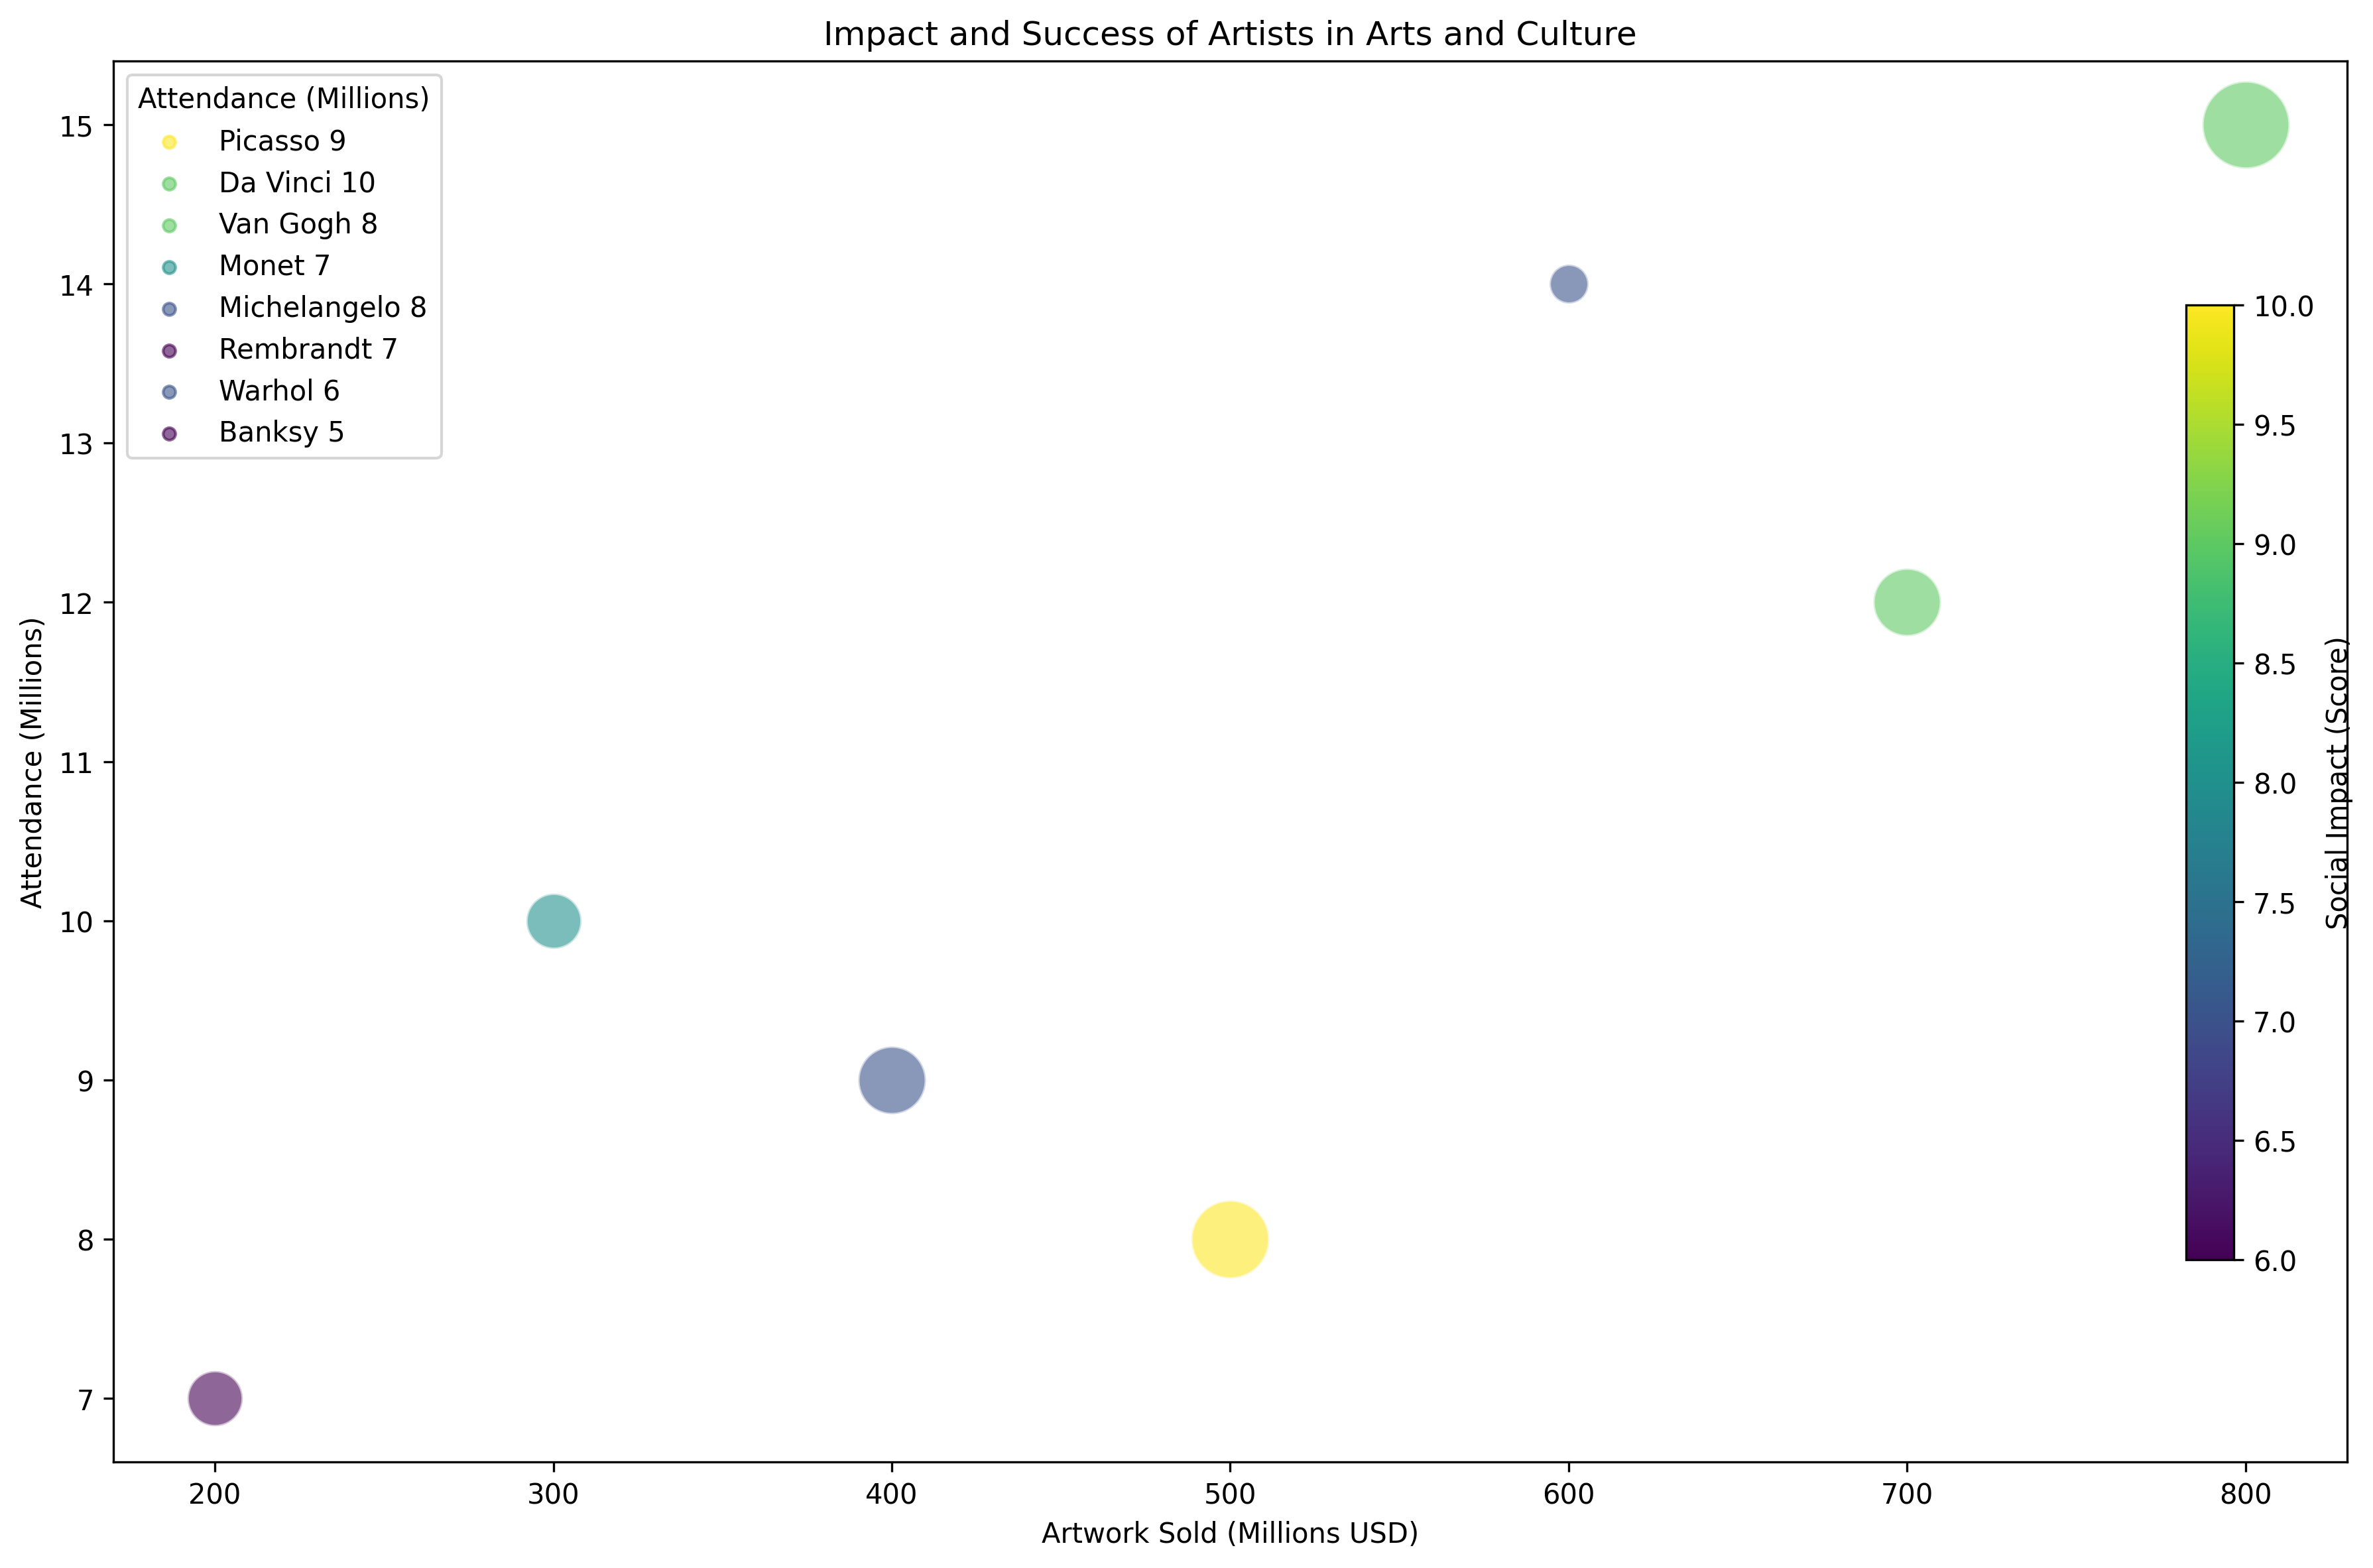 Impact and Success of Artists in Arts and Culture
Attendance (Millions)
Picasso 9
Da Vinci 10
Van Gogh 8
Monet 7
Michelangelo 8
Rembrandt 7
Warhol 6
Banksy 5
15
14
13
12
11
10
9
8
7
Attendance (Millions)
10.0
9.5
9.0
8.5
8.0
7.5
7.0
6.5
6.0
Social Impact (Score)
200 300 400 500 600 700 800
Artwork Sold (Millions USD)